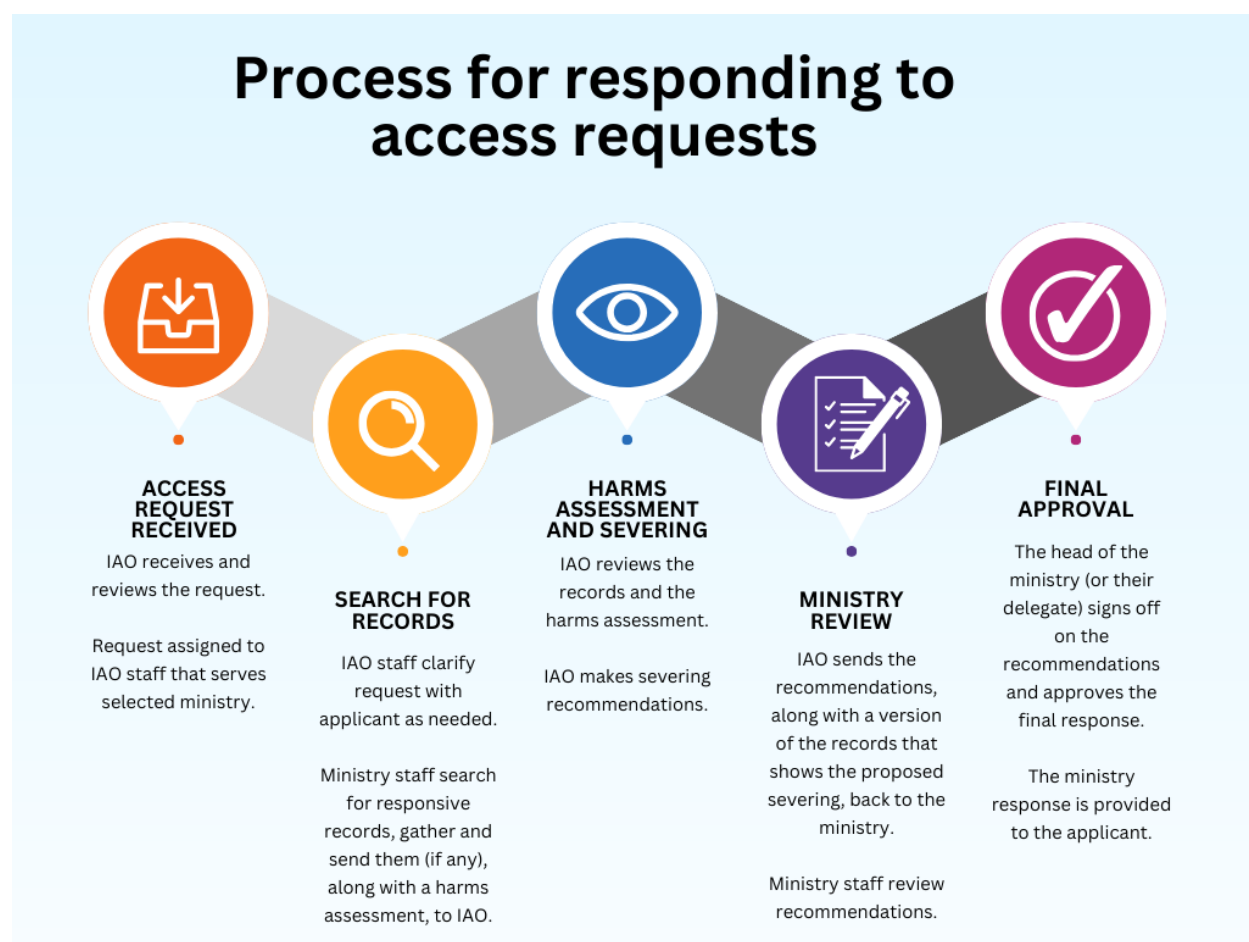 Process for responding to
access requests
ACCESS
REQUEST
RECEIVED
IAO receives and
reviews the request.
Request assigned to
IAO staff that serves
selected ministry.
SEARCH FOR
RECORDS
IAO staff clarify
request with
applicant as needed.
Ministry staff search
for responsive
records, gather and
send them (if any),
along with a harms
assessment, to IAO.
HARMS
ASSESSMENT
AND SEVERING
IAO reviews the
records and the
harms assessment.
IAO makes severing
recommendations.
MINISTRY
REVIEW
IAO sends the
recommendations,
along with a version
of the records that
shows the proposed
severing, back to the
ministry.
Ministry staff review
recommendations.
FINAL
APPROVAL
The head of the
ministry (or their
delegate) signs off
on the
recommendations
and approves the
final response.
The ministry
response is provided
to the applicant.